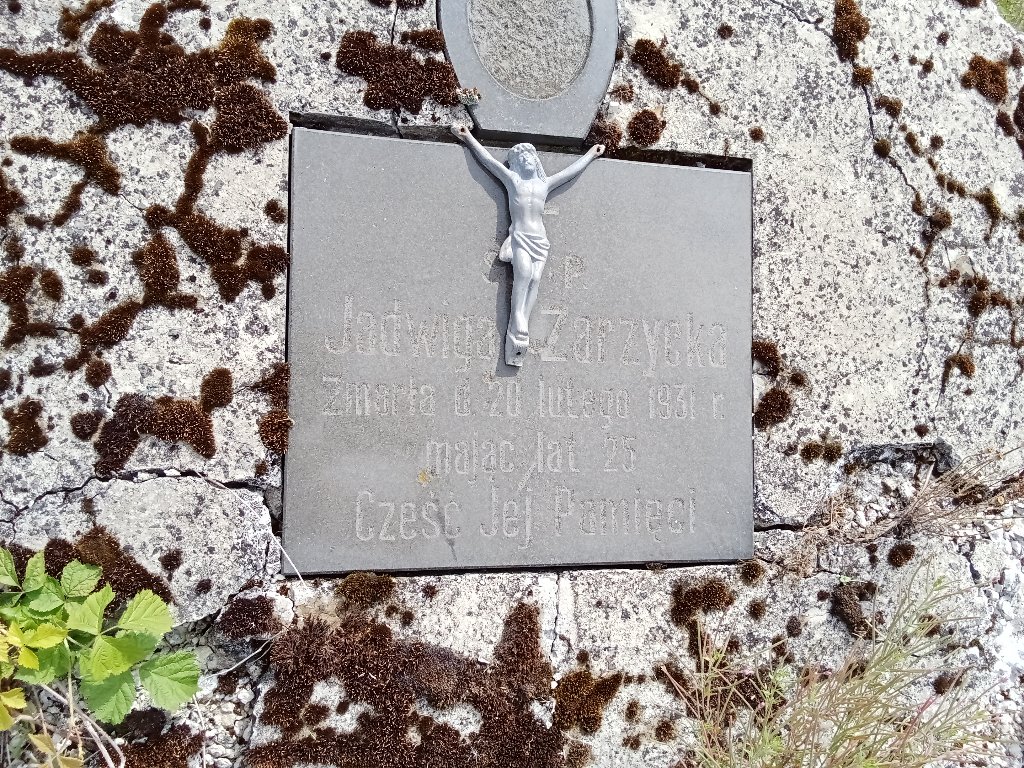 Ś P.
Jadwiga Zarzycka
Zmarła d. 20 lutego 1931 r.
mając lat 25
Cześć Jej Pamięci